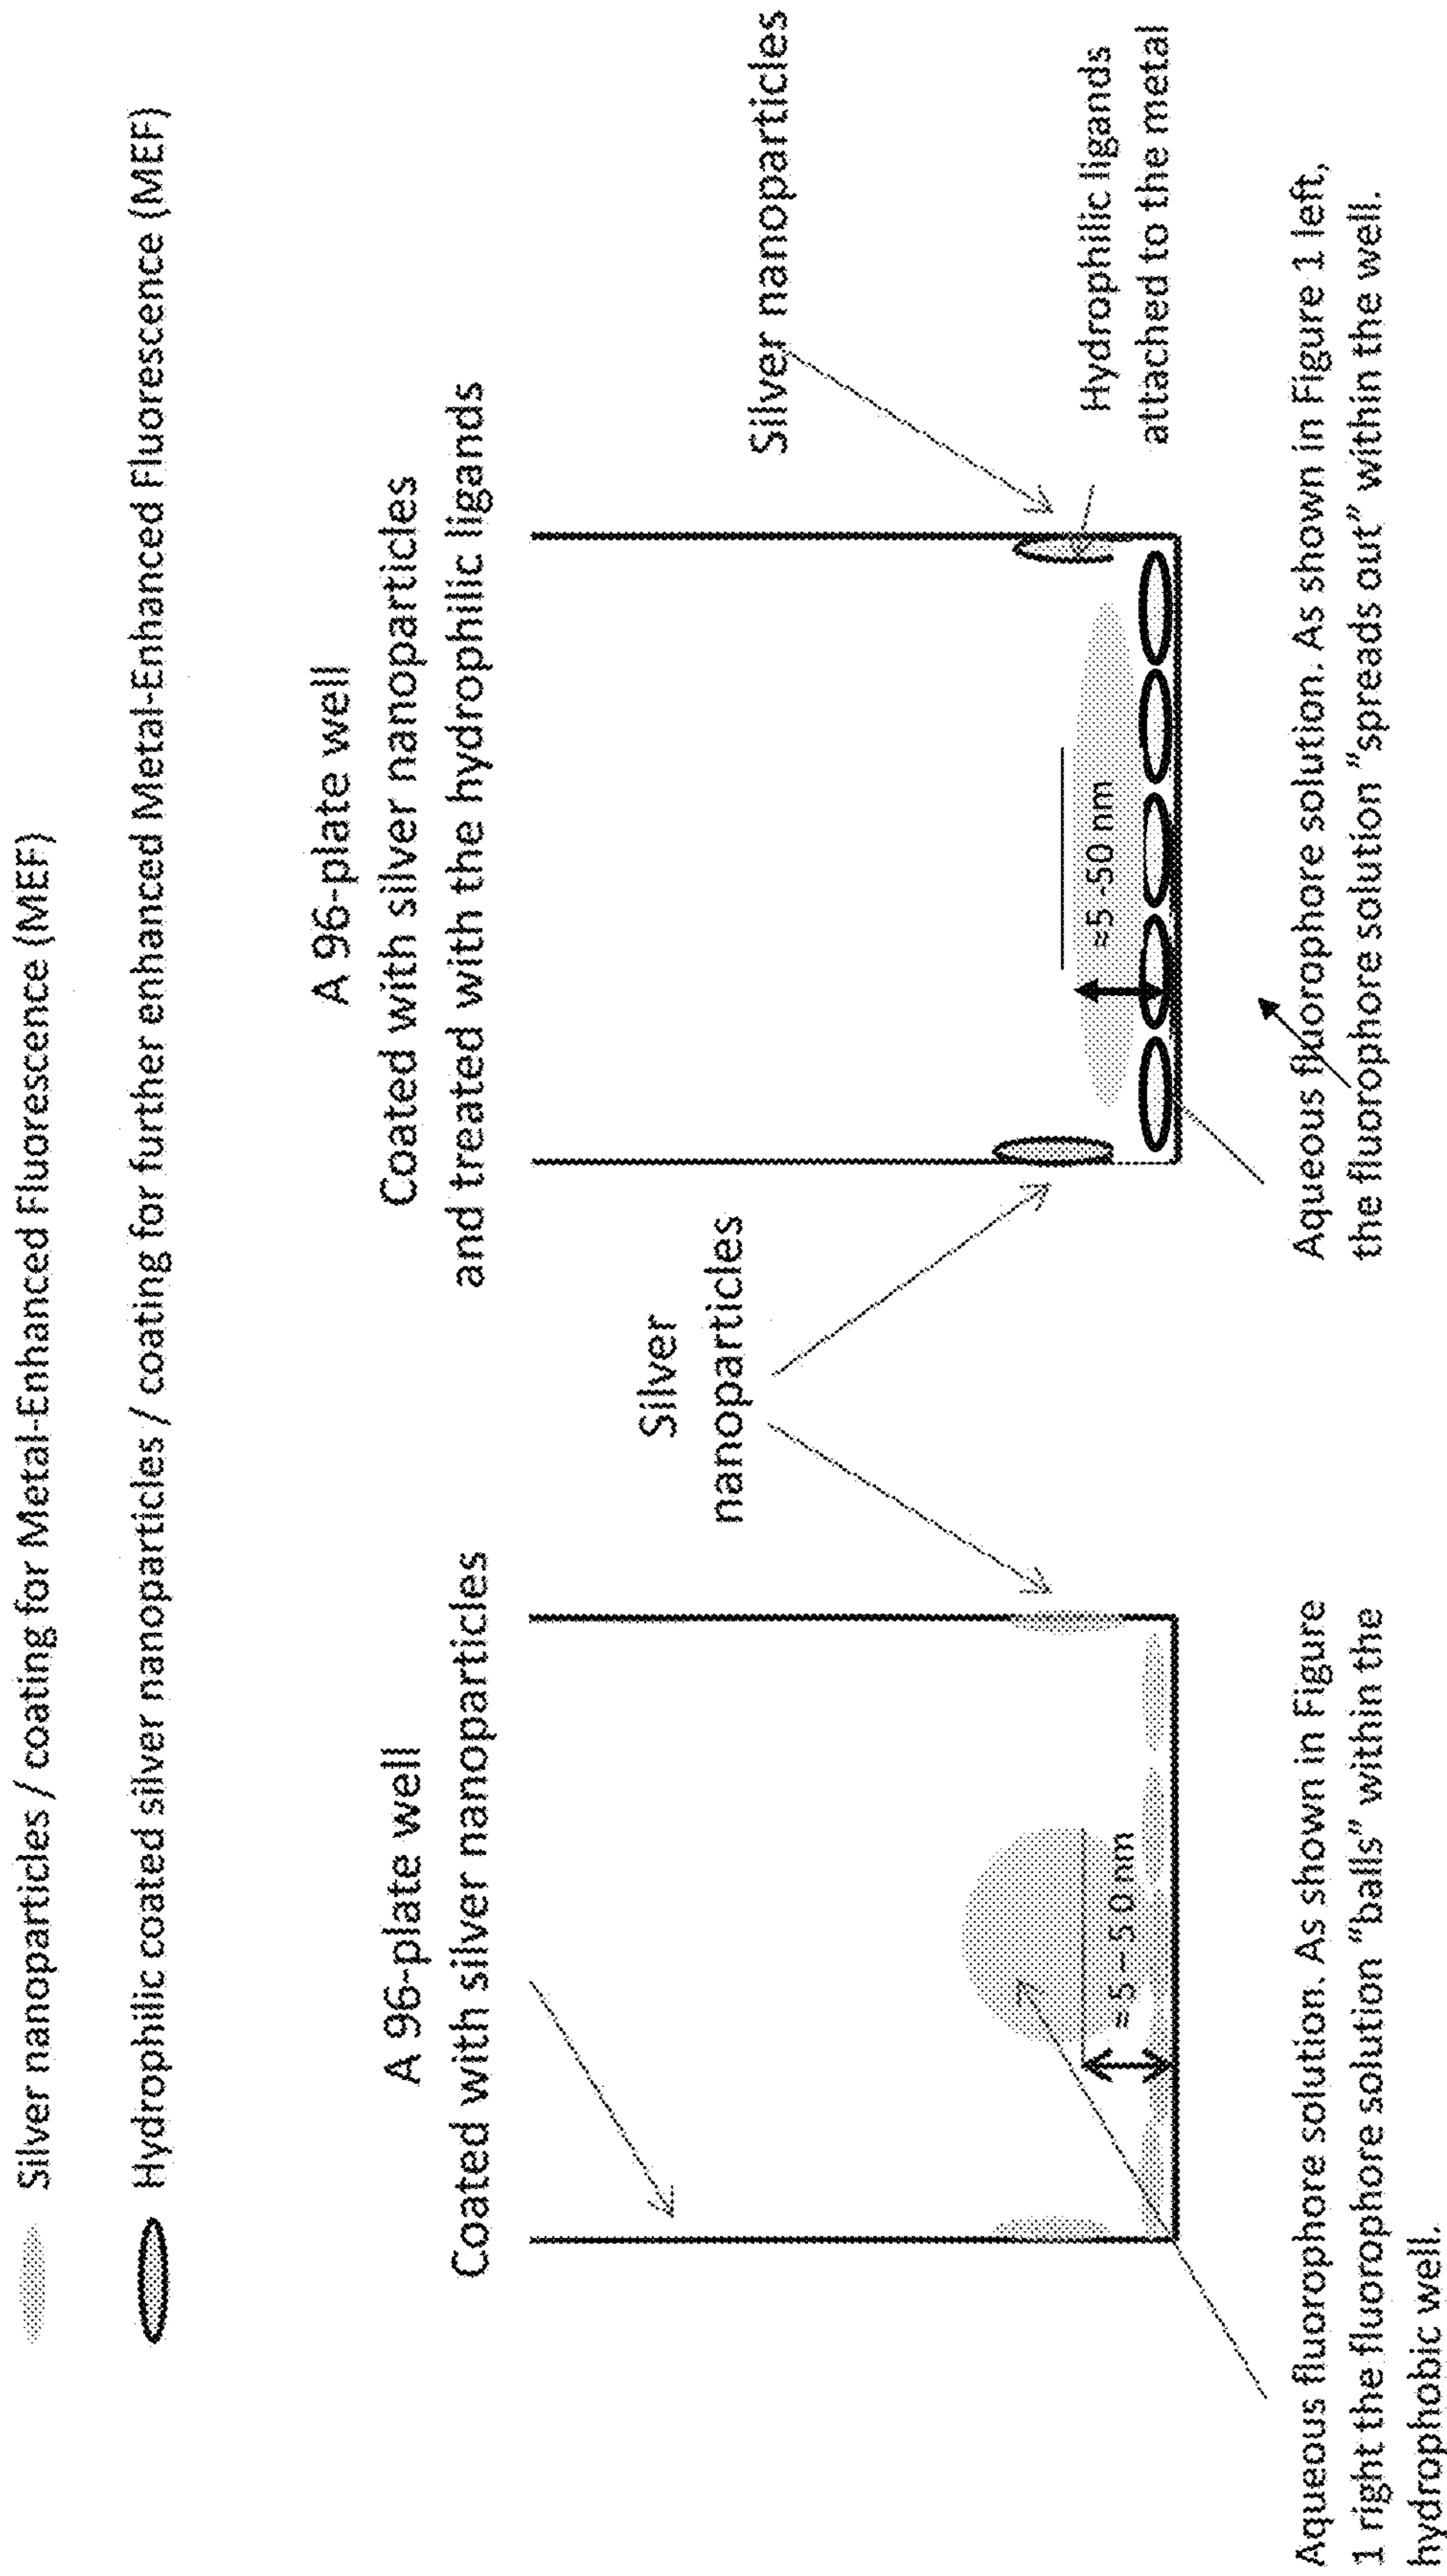 Silver nanoparticles / coating for Metal-Enhanced Fluorescence (MEF)
Hydrophilic coated silver nanoparticles / coating for further enhanced Metal-Enhanced Fluorescence (MEF)
A 96-plate well
Coated with silver nanoparticles
A 96-plate well
Coated with silver nanoparticles
and treated with the hydrophilic ligands
Silver
nanoparticles
Silver nanoparticles
Hydrophilic ligands
attached to the metal
≈5 – 50 nm
≈5 -50 nm
Aqueous fluorophore solution. As shown in Figure
1 right the fluorophore solution "balls" within the
hydrophobic well.
Aqueous fluorophore solution. As shown in Figure 1 left,
the fluorophore solution "spreads out" within the well.